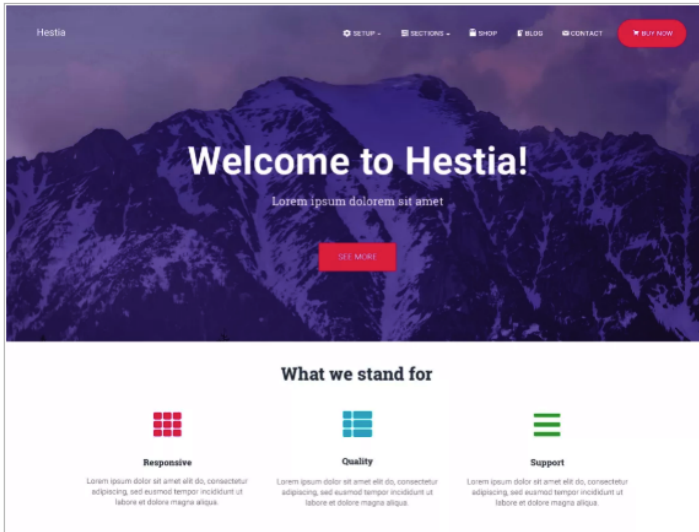 Hestia
SETUP
SECTIONS
SHOP
BLOG
CONTACT
BUY NOW
Welcome to Hestia!
Lorem ipsum dolorem sit amet
SEE MORE
What we stand for
Responsive
Lorem ipsum dolor sit amet elit do, consectetur
adipiscing, sed eusmod tempor incididunt ut
labore et dolore magna aliqua.
Quality
Lorem ipsum dolor sit amet elit do, consectetur
adipiscing, sed eusmod tempor incididunt ut
labore et dolore magna aliqua.
Support
Lorem ipsum dolor sit amet elit do, consectetur
adipiscing, sed eusmod tempor incididunt ut
labore et dolore magna aliqua.